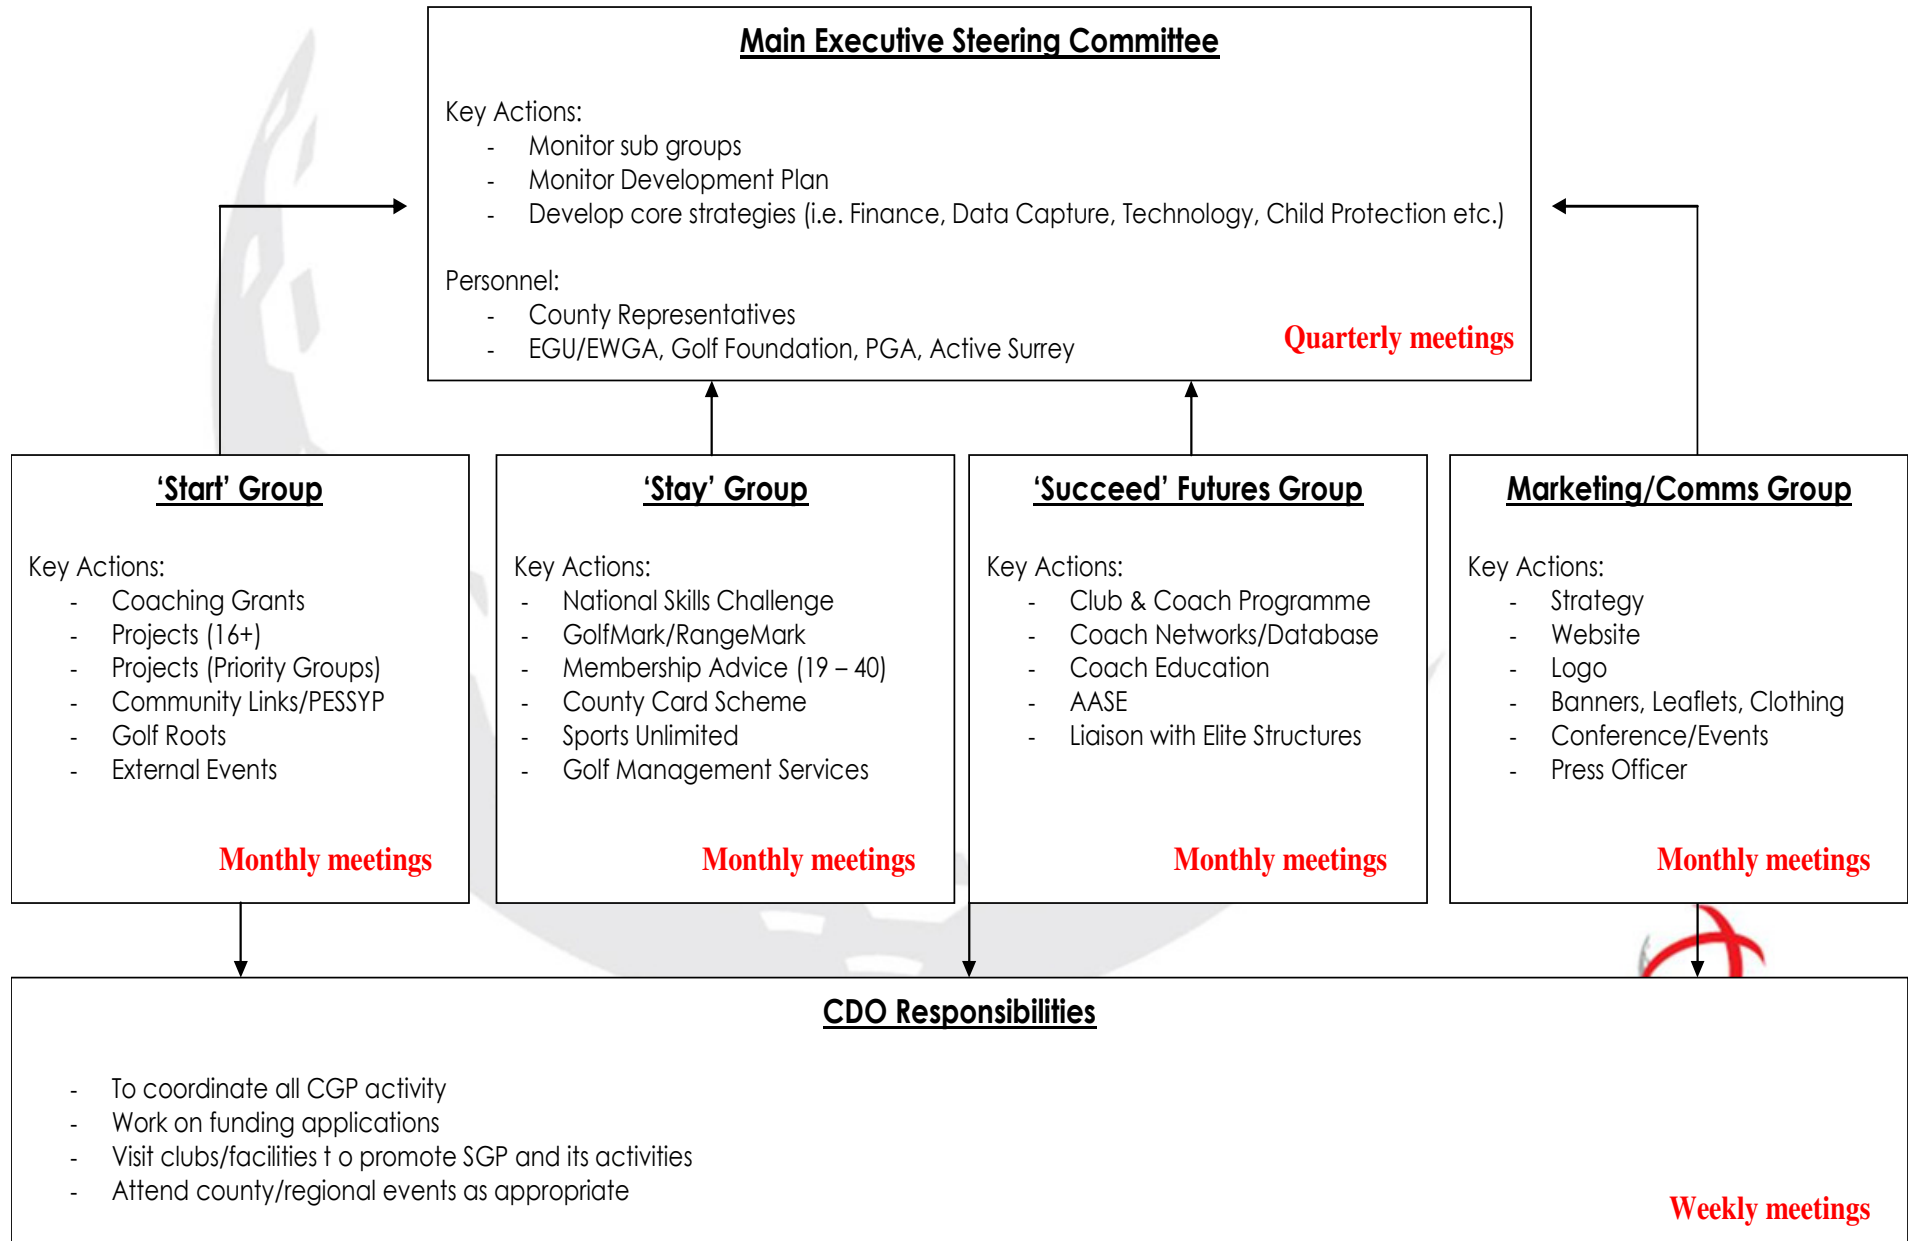 Main Executive Steering Committee
Key Actions:
- Monitor sub groups
- Monitor Development Plan
- Develop core strategies (i.e. Finance, Data Capture, Technology, Child Protection etc.)
Personnel:
- County Representatives
- EGU/EWGA, Golf Foundation, PGA, Active Surrey
Quarterly meetings
‘Start’ Group
Key Actions:
- Coaching Grants
- Projects (16+)
- Projects (Priority Groups)
- Community Links/PESSYP
- Golf Roots
- External Events
Monthly meetings
‘Stay’ Group
Key Actions:
- National Skills Challenge
- GolfMark/RangeMark
- Membership Advice (19 – 40)
- County Card Scheme
- Sports Unlimited
- Golf Management Services
Monthly meetings
‘Succeed’ Futures Group
Key Actions:
- Club & Coach Programme
- Coach Networks/Database
- Coach Education
- AASE
- Liaison with Elite Structures
Monthly meetings
Marketing/Comms Group
Key Actions:
- Strategy
- Website
- Logo
- Banners, Leaflets, Clothing
- Conference/Events
- Press Officer
Monthly meetings
CDO Responsibilities
- To coordinate all CGP activity
- Work on funding applications
- Visit clubs/facilities t o promote SGP and its activities
- Attend county/regional events as appropriate
Weekly meetings